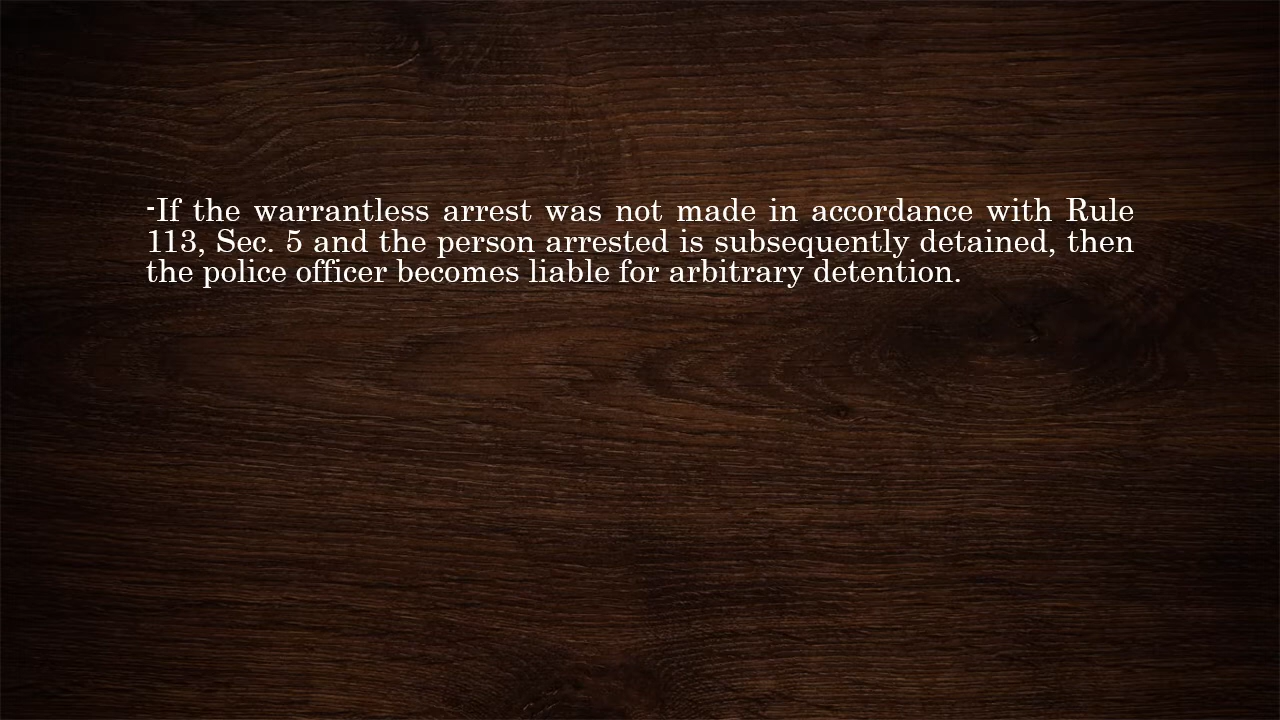 -If the warrantless arrest was not made in accordance with Rule
113, Sec. 5 and the person arrested is subsequently detained, then
the police officer becomes liable for arbitrary detention.